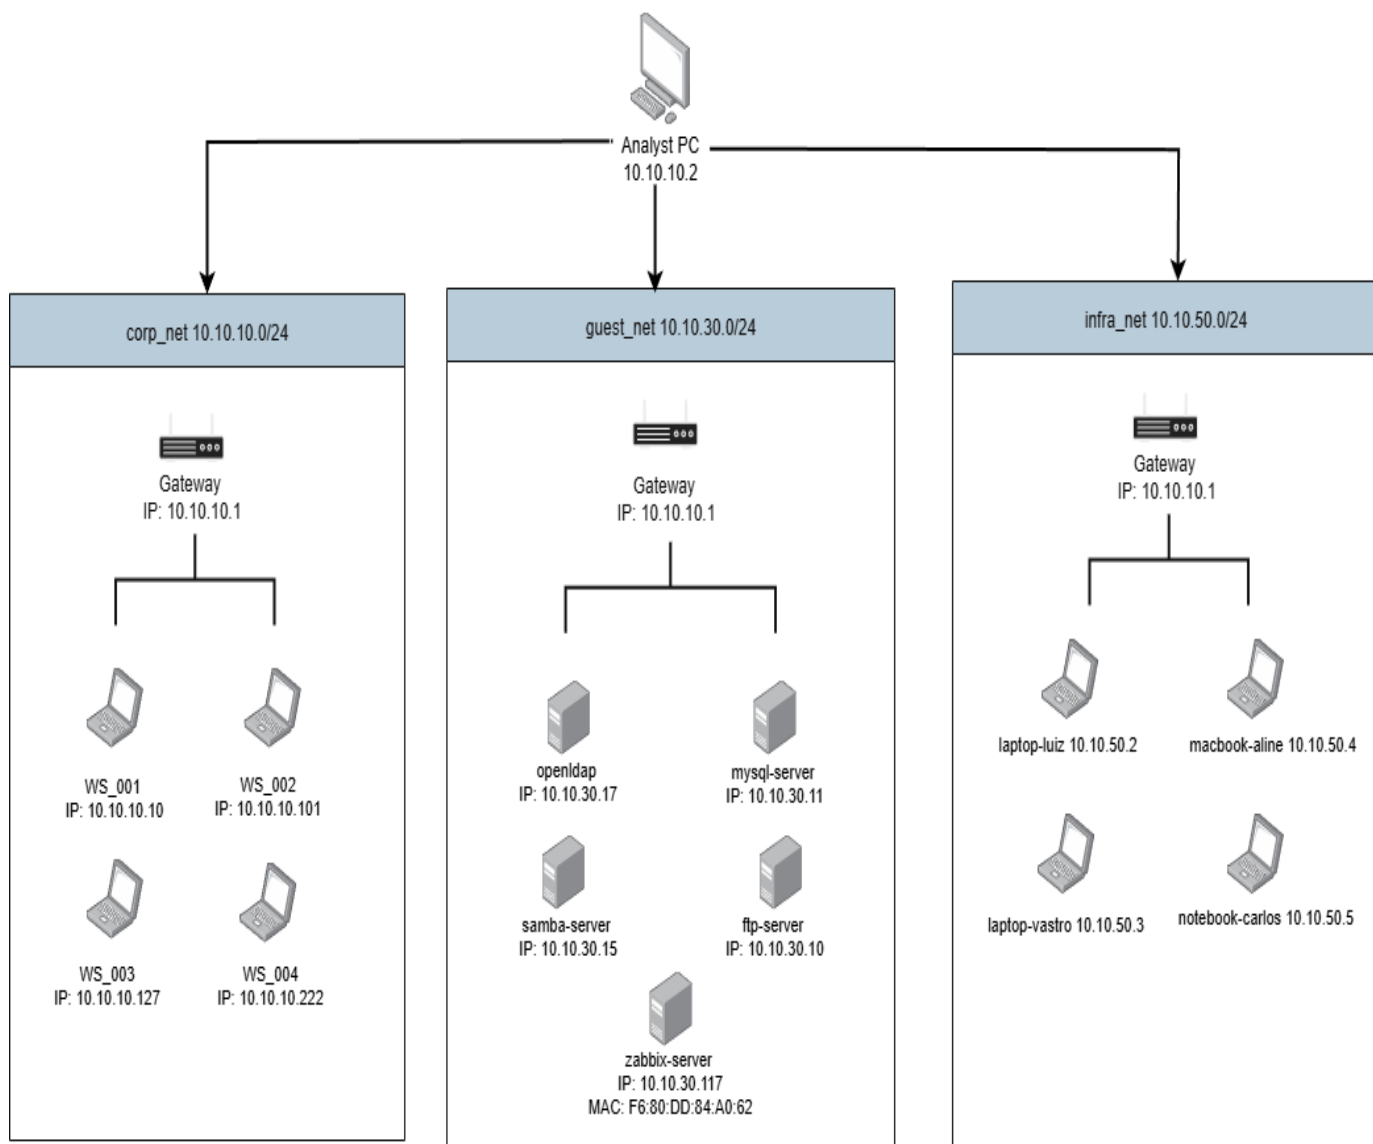 Analyst PC
10.10.10.2
corp_net 10.10.10.0/24
Gateway
IP: 10.10.10.1
WS_001
IP: 10.10.10.10
WS_002
IP: 10.10.10.101
WS_003
IP: 10.10.10.127
WS_004
IP: 10.10.10.222
guest_net 10.10.30.0/24
Gateway
IP: 10.10.10.1
openldap
IP: 10.10.30.17
mysql-server
IP: 10.10.30.11
samba-server
IP: 10.10.30.15
ftp-server
IP: 10.10.30.10
zabbix-server
IP: 10.10.30.117
MAC: F6:80:DD:84:A0:62
infra_net 10.10.50.0/24
Gateway
IP: 10.10.10.1
laptop-luiz 10.10.50.2
macbook-aline 10.10.50.4
laptop-vastro 10.10.50.3
notebook-carlos 10.10.50.5